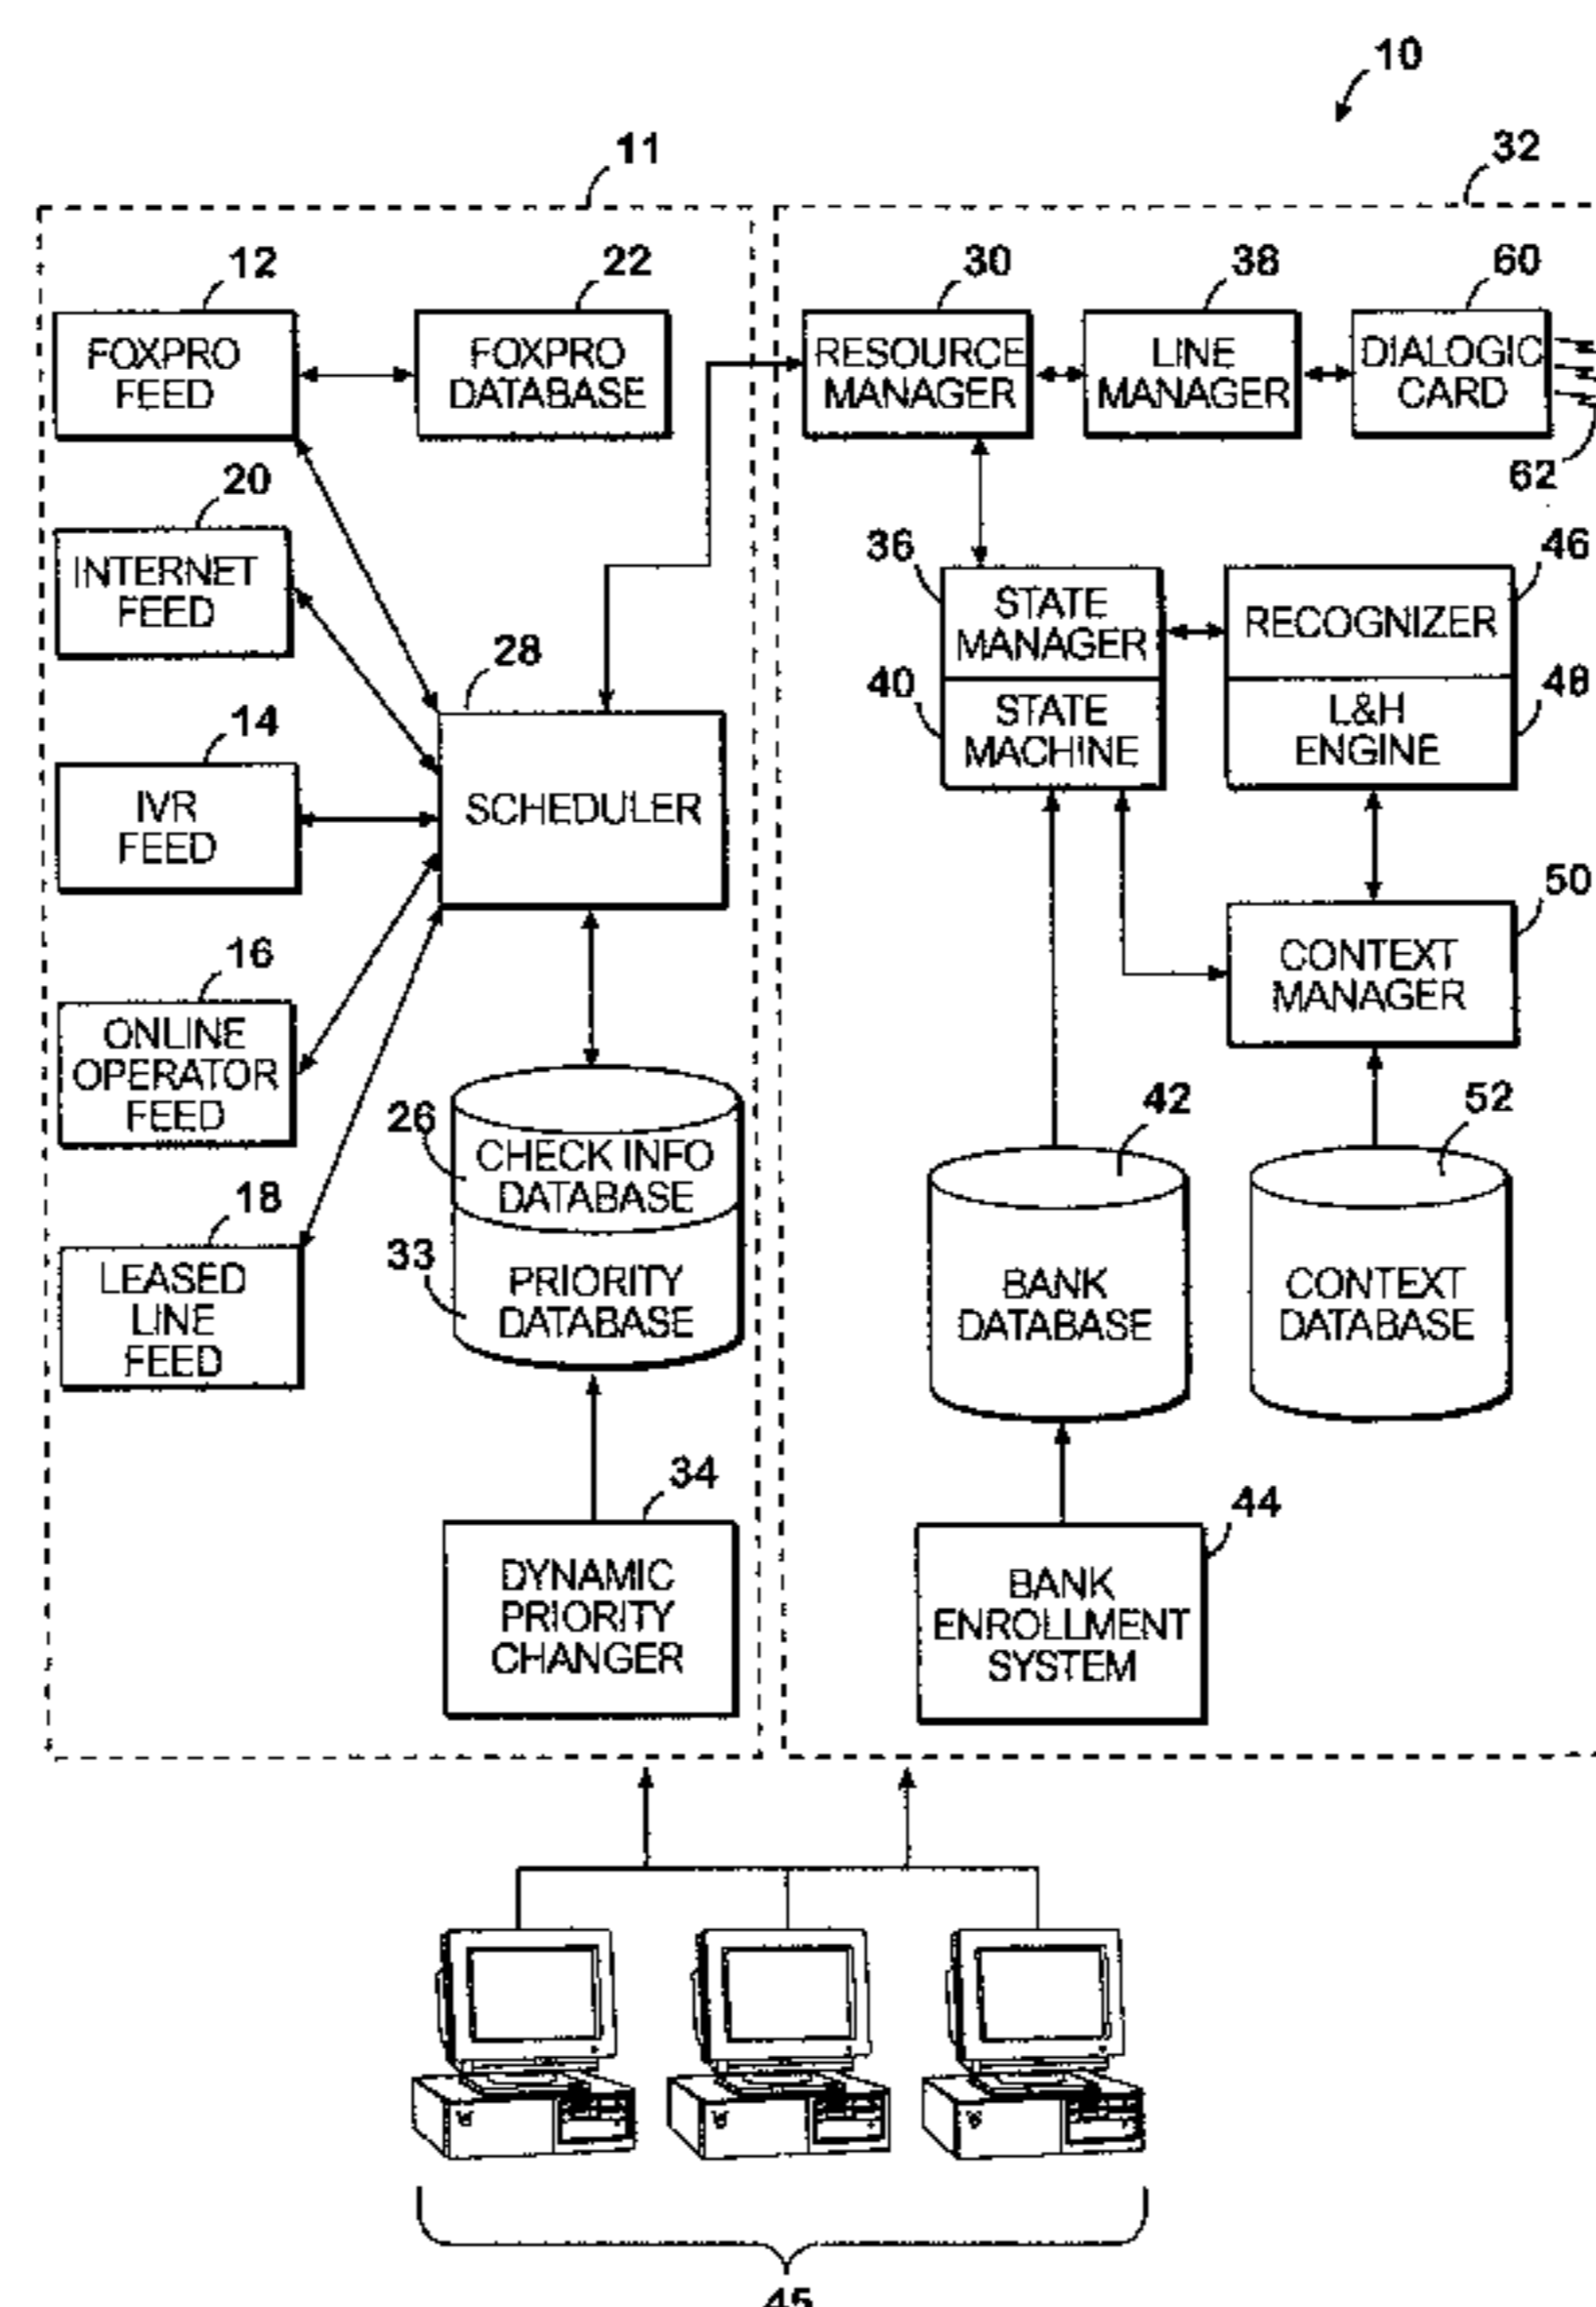 10
11
32
12
22
30
38
60
FOXPRO
FEED
FOXPRO
DATABASE
RESOURCE
MANAGER
LINE
MANAGER
DIALOGIC
CARD
62
20
INTERNET
FEED
36
STATE
MANAGER
46
RECOGNIZER
28
40
STATE
MACHINE
48
L&H
ENGINE
14
IVR
FEED
SCHEDULER
50
CONTEXT
MANAGER
16
ONLINE
OPERATOR
FEED
26
CHECK INFO
DATABASE
42
52
18
LEASED
LINE
FEED
33
PRIORITY
DATABASE
BANK
DATABASE
CONTEXT
DATABASE
34
DYNAMIC
PRIORITY
CHANGER
44
BANK
ENROLLMENT
SYSTEM
45